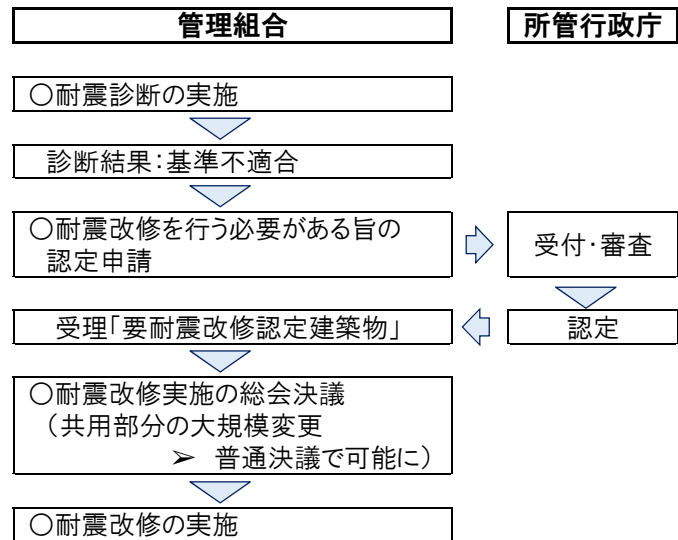 管理組合
所管行政庁
○耐震診断の実施
診断結果：基準不適合
○耐震改修を行う必要がある旨の
認定申請
受付・審査
受理「要耐震改修認定建築物」
認定
○耐震改修実施の総会決議
（共用部分の大規模変更
➢ 普通決議で可能に）
○耐震改修の実施